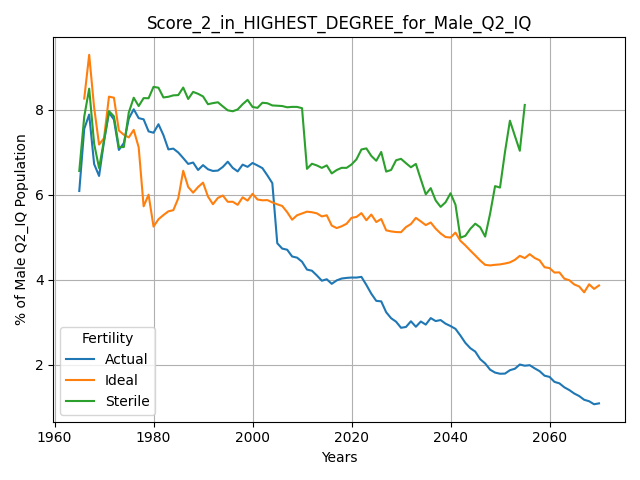 Score_2_in_HIGHEST_DEGREE_for_Male_Q2_IQ
% of Male Q2_IQ Population
8
6
4
2
Fertility
Actual
Ideal
Sterile
1960
1980
2000
2020
2040
2060
Years